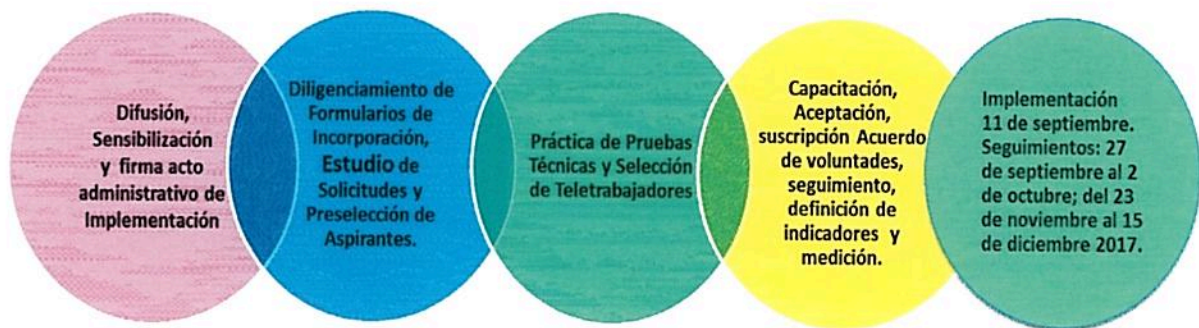 Difusión,
Sensibilización
y firma acto
administrativo de
Implementación
Diligenciamiento de
Formularios de
Incorporación,
Estudio de
Solicitudes y
Preselección de
Aspirantes.
Práctica de Pruebas
Técnicas y Selección
de Teletrabajadores
Capacitación,
Aceptación,
suscripción Acuerdo
de voluntades,
seguimiento,
definición de
indicadores y
medición.
Implementación
11 de septiembre.
Seguimientos: 27
de septiembre al 2
de octubre; del 23
de noviembre al 15
de diciembre 2017.